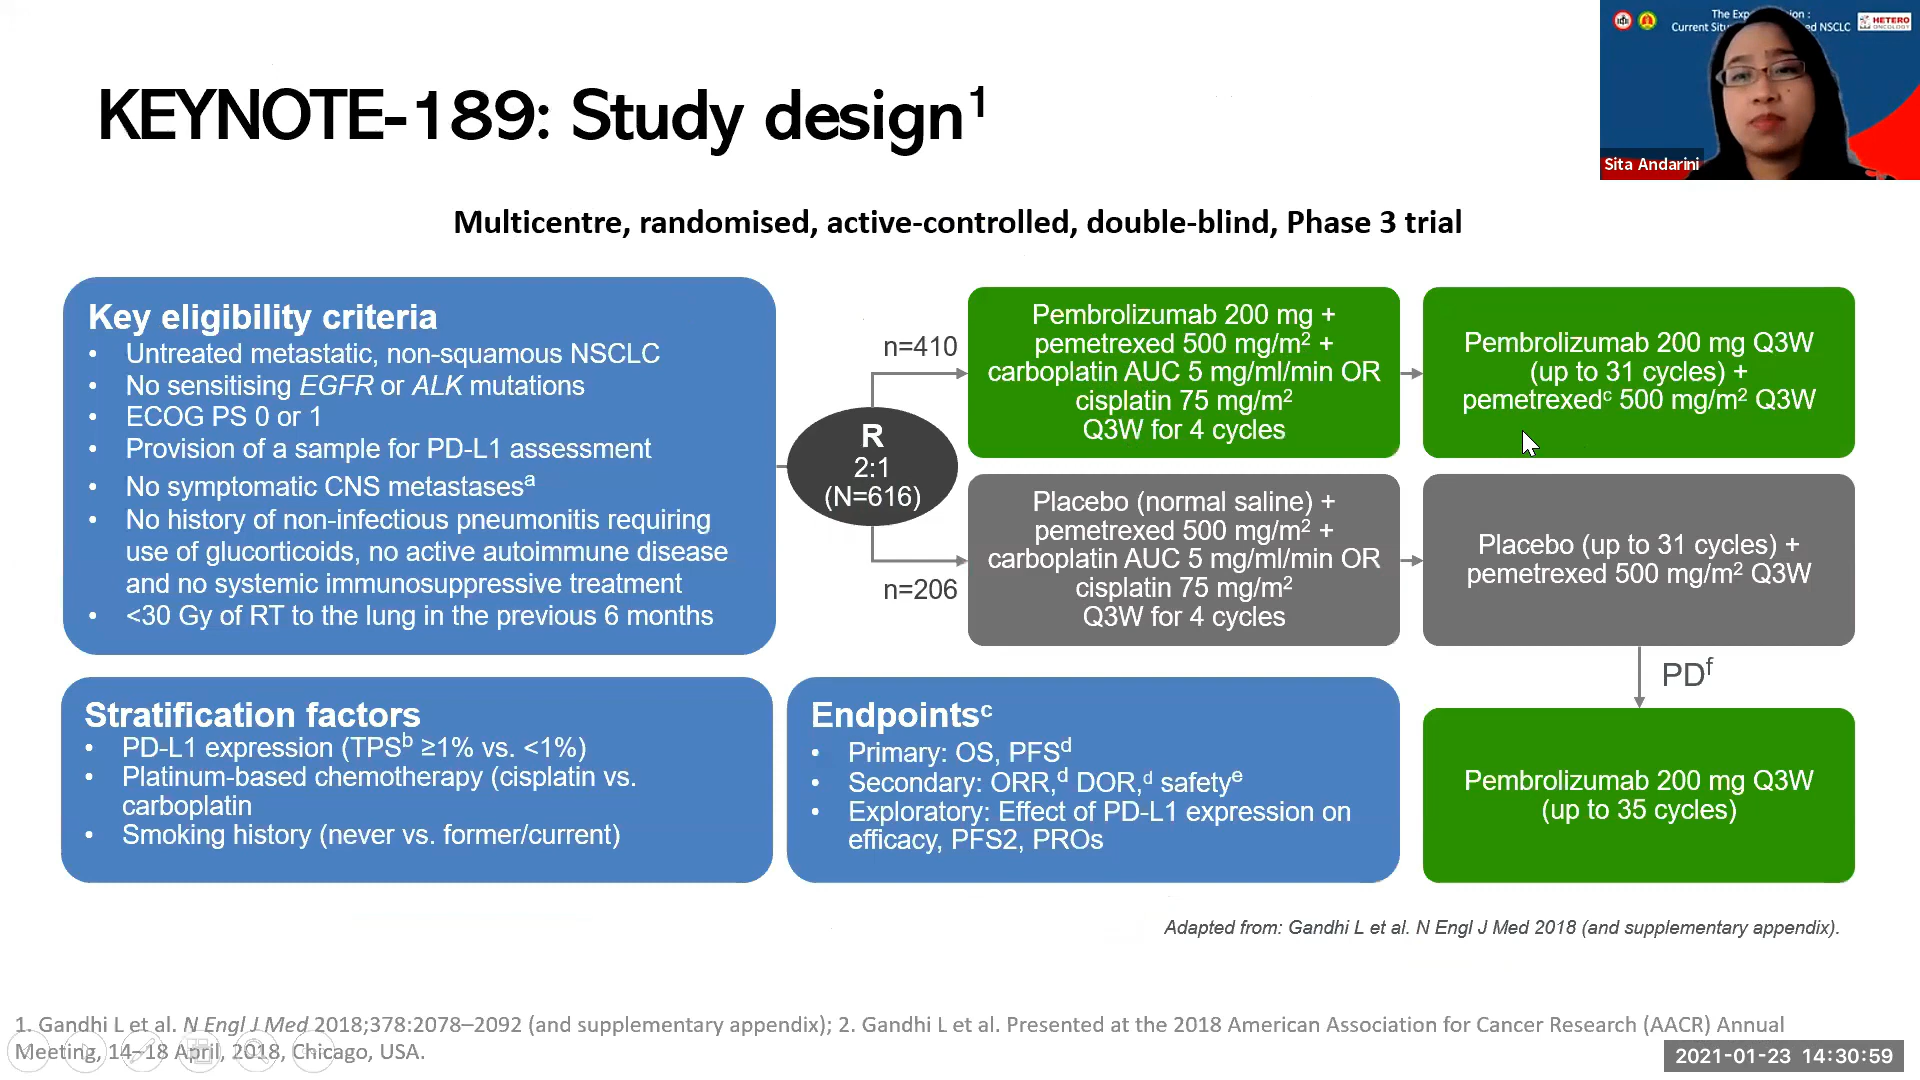 The Exp
ion :
Current Situ
ed NSCLC
HETERO
ONCOLOGY
Sita Andarini
KEYNOTE-189: Study design¹
Multicentre, randomised, active-controlled, double-blind, Phase 3 trial
Key eligibility criteria
• Untreated metastatic, non-squamous NSCLC
• No sensitising EGFR or ALK mutations
• ECOG PS 0 or 1
• Provision of a sample for PD-L1 assessment
• No symptomatic CNS metastasesᵃ
• No history of non-infectious pneumonitis requiring
use of glucorticoids, no active autoimmune disease
and no systemic immunosuppressive treatment
• <30 Gy of RT to the lung in the previous 6 months
R
2:1
(N=616)
n=410
n=206
Pembrolizumab 200 mg +
pemetrexed 500 mg/m² +
carboplatin AUC 5 mg/ml/min OR
cisplatin 75 mg/m²
Q3W for 4 cycles
Pembrolizumab 200 mg Q3W
(up to 31 cycles) +
pemetrexedᶜ 500 mg/m² Q3W
Placebo (normal saline) +
pemetrexed 500 mg/m² +
carboplatin AUC 5 mg/ml/min OR
cisplatin 75 mg/m²
Q3W for 4 cycles
Placebo (up to 31 cycles) +
pemetrexed 500 mg/m² Q3W
PDᶠ
Pembrolizumab 200 mg Q3W
(up to 35 cycles)
Stratification factors
• PD-L1 expression (TPSᵇ ≥1% vs. <1%)
• Platinum-based chemotherapy (cisplatin vs.
carboplatin
• Smoking history (never vs. former/current)
Endpointsᶜ
• Primary: OS, PFSᵈ
• Secondary: ORR,ᵈ DOR,ᵈ safetyᵉ
• Exploratory: Effect of PD-L1 expression on
efficacy, PFS2, PROs
Adapted from: Gandhi L et al. N Engl J Med 2018 (and supplementary appendix).
1. Gandhi L et al. N Engl J Med 2018;378:2078–2092 (and supplementary appendix); 2. Gandhi L et al. Presented at the 2018 American Association for Cancer Research (AACR) Annual
Meeting, 14–18 April, 2018, Chicago, USA.
2021-01-23 14:30:59